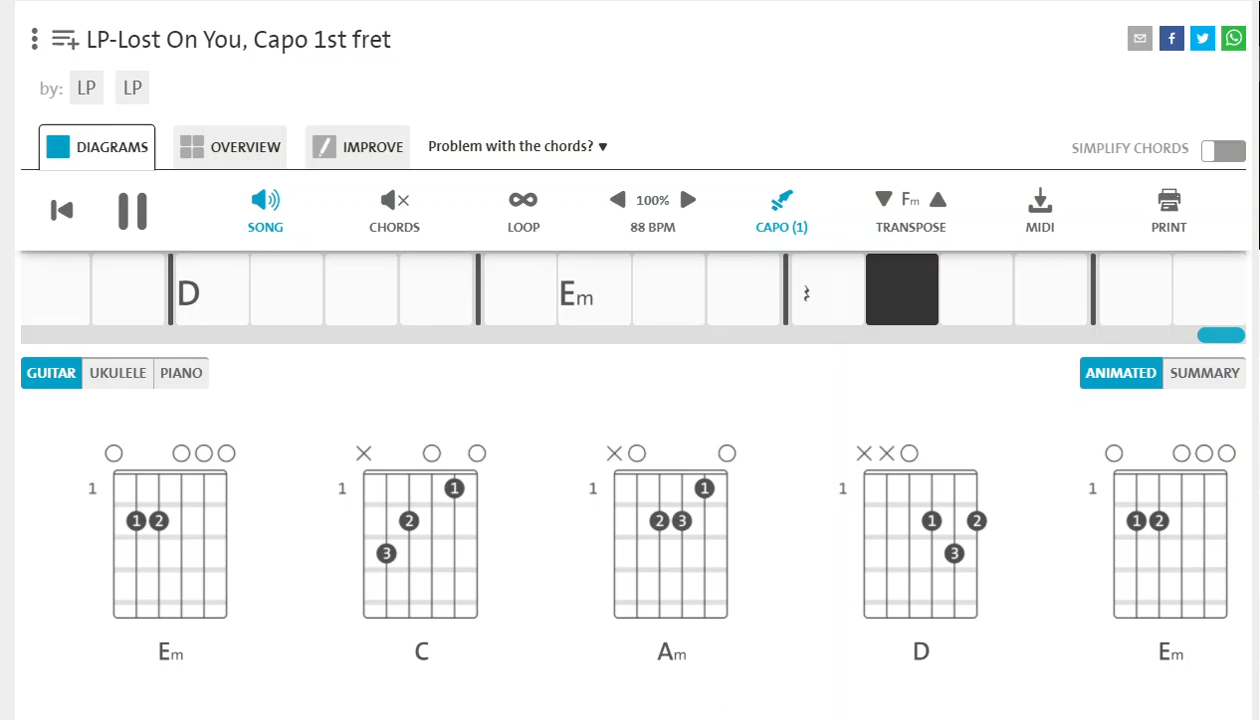 LP-Lost On You, Capo 1st fret
by: LP LP
DIAGRAMS OVERVIEW IMPROVE Problem with the chords? ▼ SIMPLIFY CHORDS
100% Fm
SONG CHORDS LOOP 88 BPM CAPO (1) TRANSPOSE MIDI PRINT
D Em
GUITAR UKULELE PIANO ANIMATED SUMMARY
1 1 1 1 1
1 1
1 2 2 2 3 1 2 1 2
3 3
Em C Am D Em